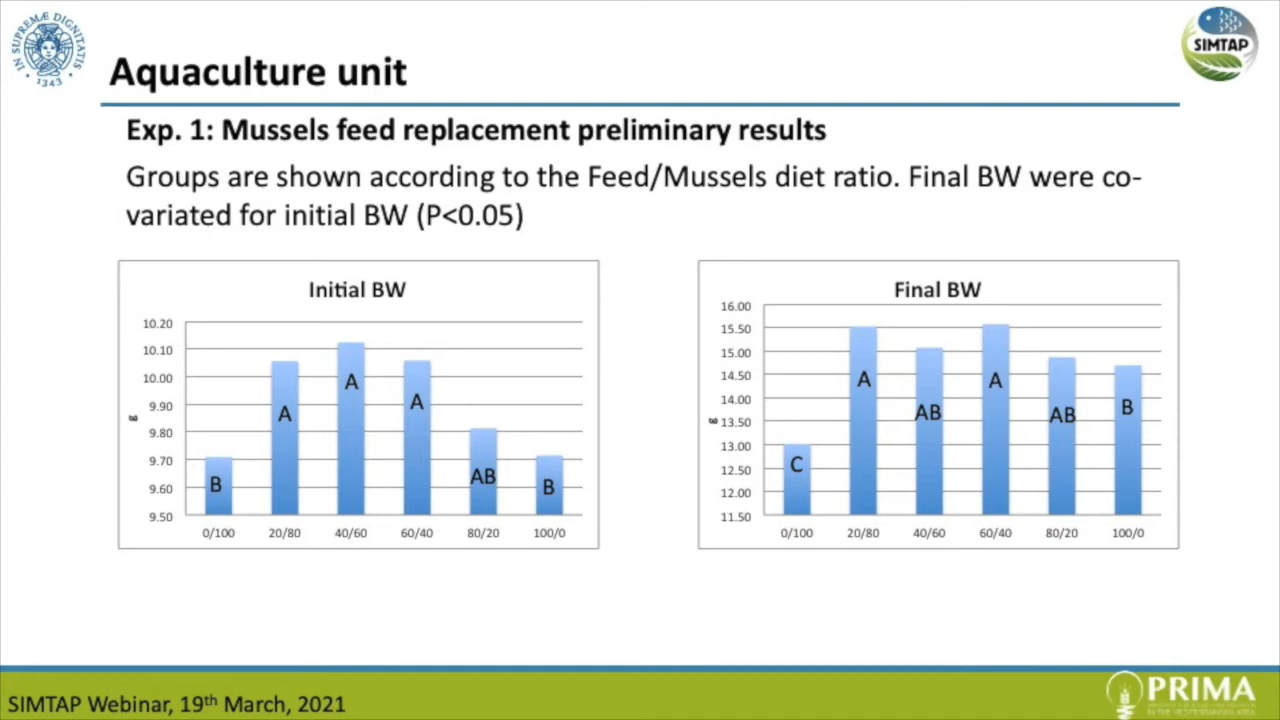 IN SUPREMÆ DIGNITATIS
· 1343 ·
SIMTAP
Aquaculture unit
Exp. 1: Mussels feed replacement preliminary results
Groups are shown according to the Feed/Mussels diet ratio. Final BW were co-
variated for initial BW (P<0.05)
Initial BW
10.20
10.10
10.00
9.90
9.80
9.70
9.60
9.50
g
B
A
A
A
AB
B
0/100
20/80
40/60
60/40
80/20
100/0
Final BW
16.00
15.50
15.00
14.50
14.00
13.50
13.00
12.50
12.00
11.50
g
C
A
AB
A
AB
B
0/100
20/80
40/60
60/40
80/20
100/0
SIMTAP Webinar, 19th March, 2021
PRIMA
IN THE MEDITERRANEAN AREA